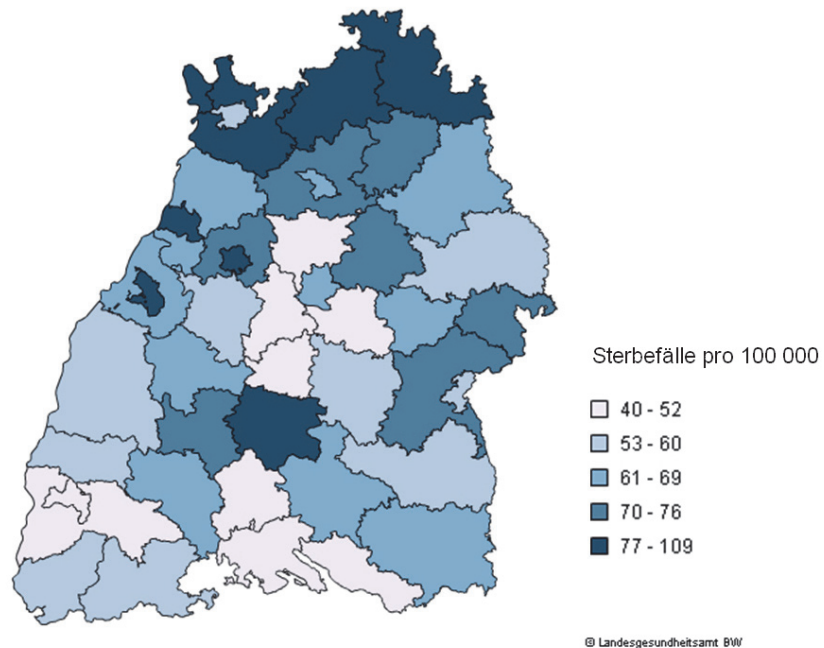 Sterbefälle pro 100 000
40 - 52
53 - 60
61 - 69
70 - 76
77 - 109
© Landesgesundheitsamt BW